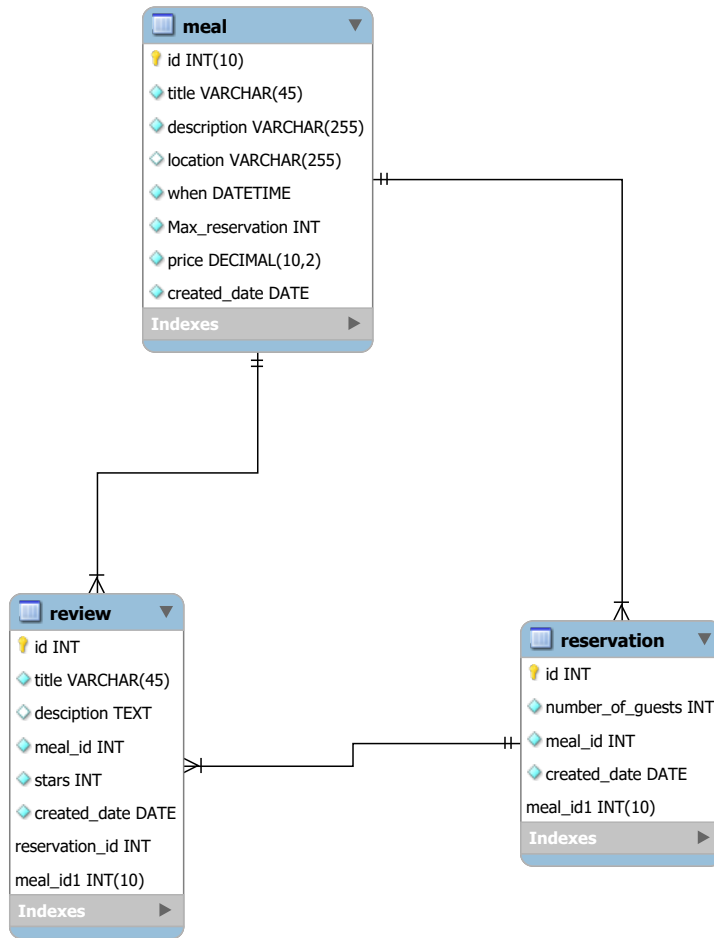 meal
id INT(10)
title VARCHAR(45)
description VARCHAR(255)
location VARCHAR(255)
when DATETIME
Max_reservation INT
price DECIMAL(10,2)
created_date DATE
Indexes
review
id INT
title VARCHAR(45)
desciption TEXT
meal_id INT
stars INT
created_date DATE
reservation_id INT
meal_id1 INT(10)
Indexes
reservation
id INT
number_of_guests INT
meal_id INT
created_date DATE
meal_id1 INT(10)
Indexes